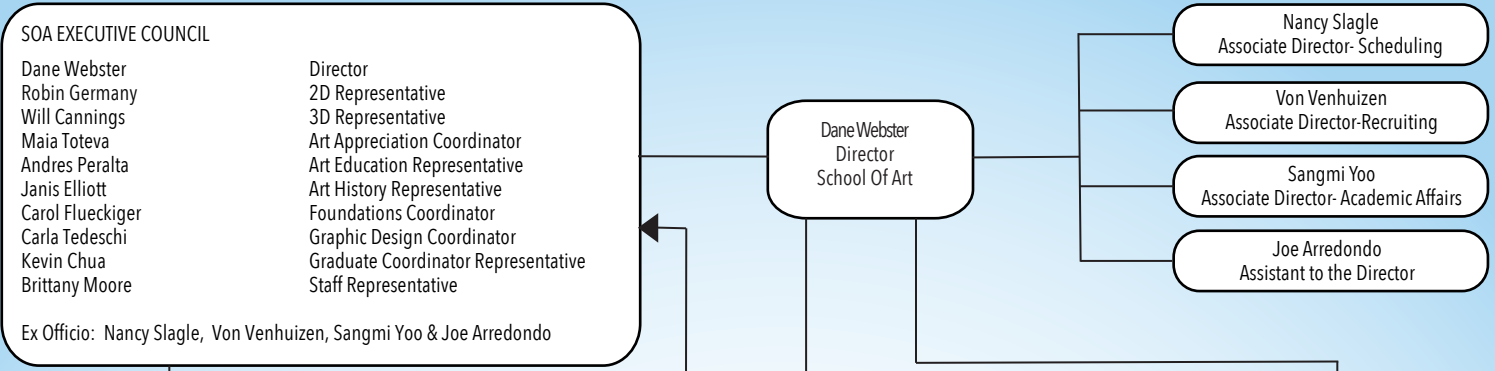 SOA EXECUTIVE COUNCIL
Dane Webster Director
Robin Germany 2D Representative
Will Cannings 3D Representative
Maia Toteva Art Appreciation Coordinator
Andres Peralta Art Education Representative
Janis Elliott Art History Representative
Carol Flueckiger Foundations Coordinator
Carla Tedeschi Graphic Design Coordinator
Kevin Chua Graduate Coordinator Representative
Brittany Moore Staff Representative
Ex Officio: Nancy Slagle, Von Venhuizen, Sangmi Yoo & Joe Arredondo
Dane Webster
Director
School Of Art
Nancy Slagle
Associate Director- Scheduling
Von Venhuizen
Associate Director-Recruiting
Sangmi Yoo
Associate Director- Academic Affairs
Joe Arredondo
Assistant to the Director